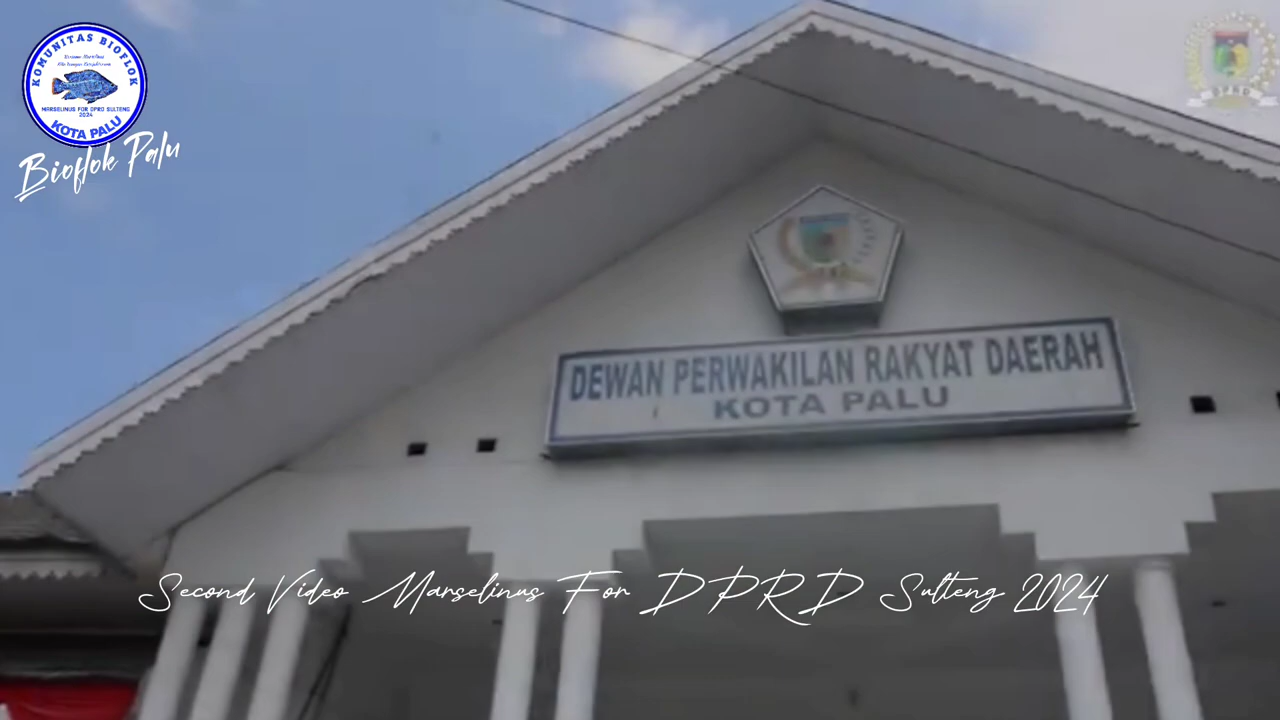 KOMUNITAS BIOFLOK
MARSELINUS FOR DPRD SULTENG
2024
KOTA PALU
Bioflok Palu
DPRD
DEWAN PERWAKILAN RAKYAT DAERAH
KOTA PALU
Second Video Marselinus For DPRD Sulteng 2024